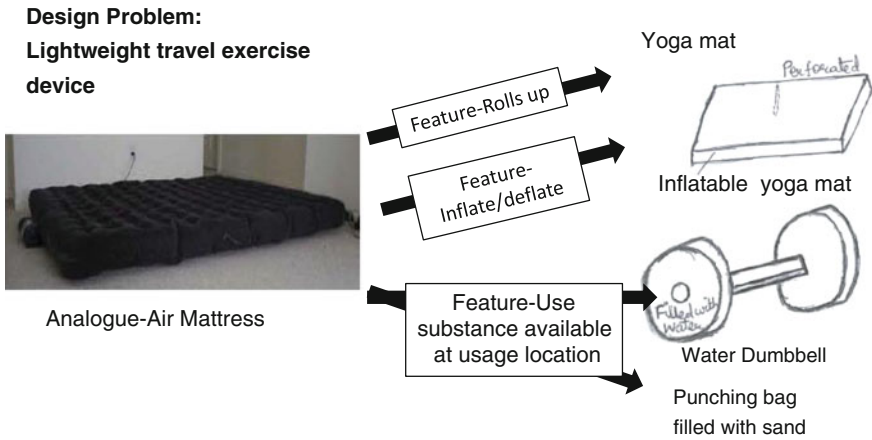 Design Problem:
Lightweight travel exercise
device
Analogue-Air Mattress
Feature-Rolls up
Feature-
Inflate/deflate
Feature-Use
substance available
at usage location
Yoga mat
Perforated
Inflatable yoga mat
Filled with
Water
Water Dumbbell
Punching bag
filled with sand